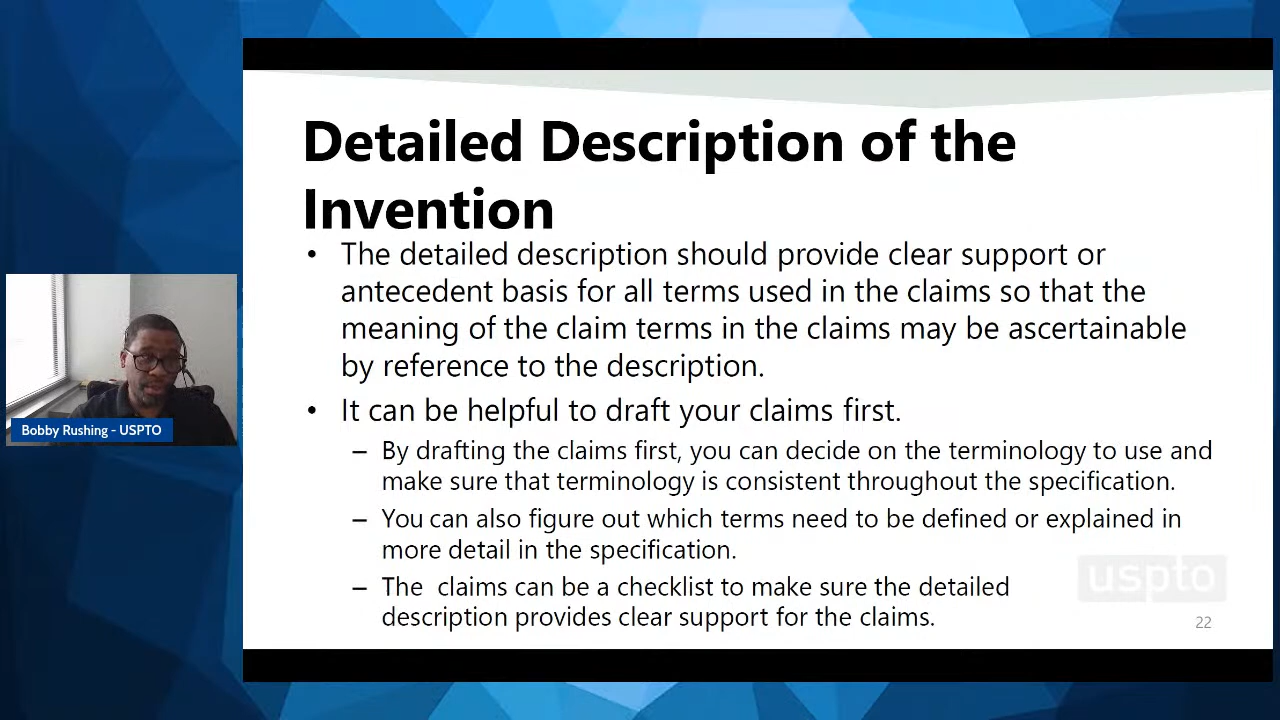 Detailed Description of the
Invention
• The detailed description should provide clear support or
antecedent basis for all terms used in the claims so that the
meaning of the claim terms in the claims may be ascertainable
by reference to the description.
• It can be helpful to draft your claims first.
– By drafting the claims first, you can decide on the terminology to use and
make sure that terminology is consistent throughout the specification.
– You can also figure out which terms need to be defined or explained in
more detail in the specification.
– The claims can be a checklist to make sure the detailed
description provides clear support for the claims.
uspto
22
Bobby Rushing - USPTO